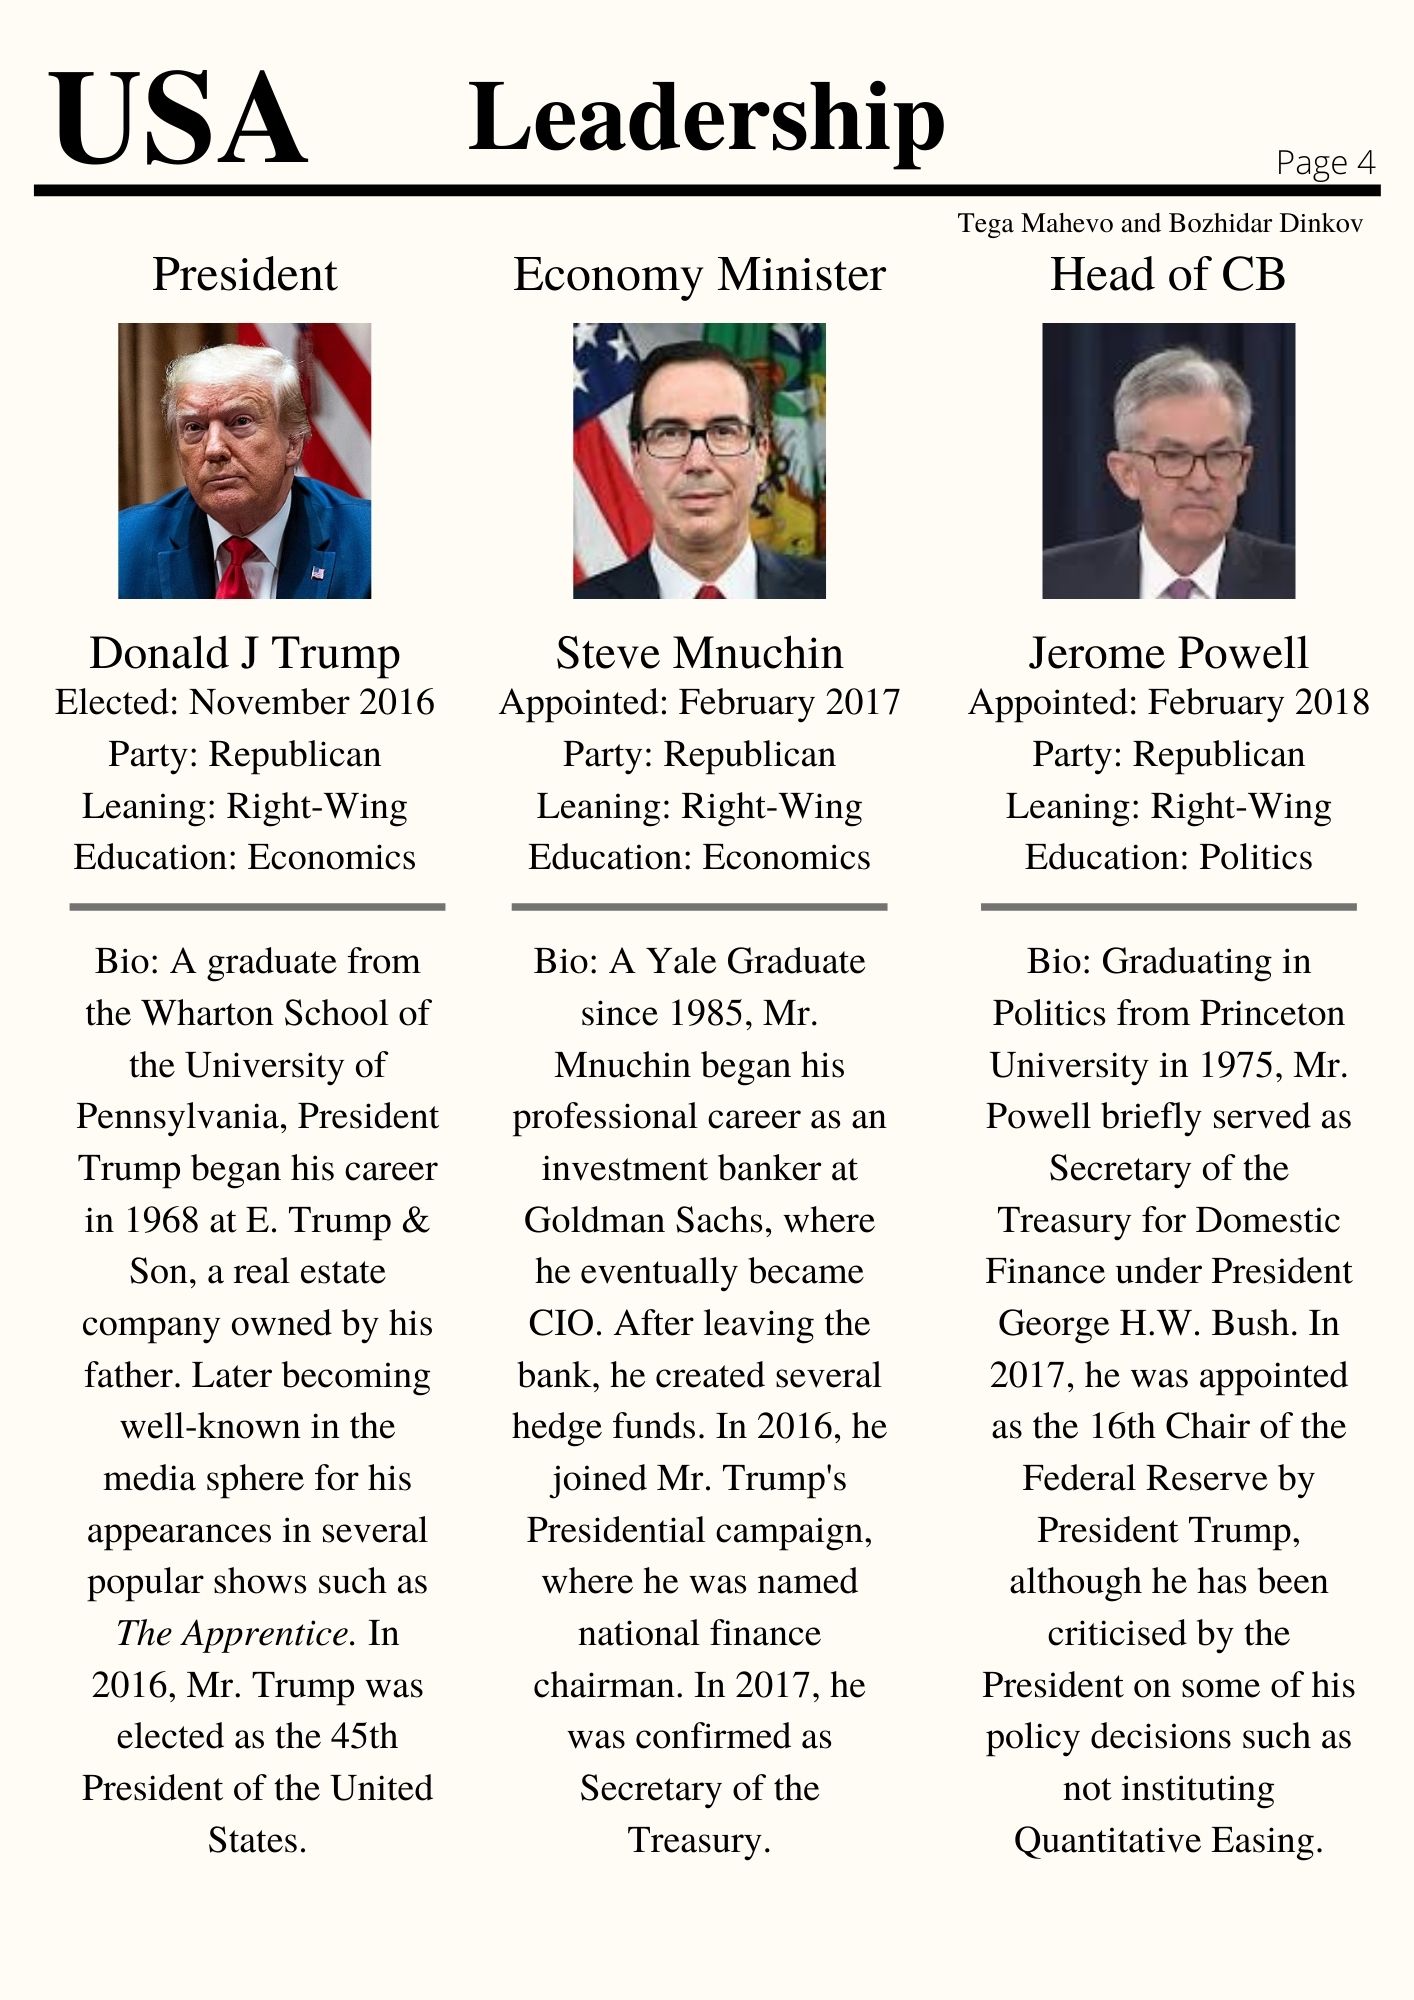 USA
Leadership
Page 4
Tega Mahevo and Bozhidar Dinkov
President
Donald J Trump
Elected: November 2016
Party: Republican
Leaning: Right-Wing
Education: Economics
Bio: A graduate from
the Wharton School of
the University of
Pennsylvania, President
Trump began his career
in 1968 at E. Trump &
Son, a real estate
company owned by his
father. Later becoming
well-known in the
media sphere for his
appearances in several
popular shows such as
The Apprentice. In
2016, Mr. Trump was
elected as the 45th
President of the United
States.
Economy Minister
Steve Mnuchin
Appointed: February 2017
Party: Republican
Leaning: Right-Wing
Education: Economics
Bio: A Yale Graduate
since 1985, Mr.
Mnuchin began his
professional career as an
investment banker at
Goldman Sachs, where
he eventually became
CIO. After leaving the
bank, he created several
hedge funds. In 2016, he
joined Mr. Trump's
Presidential campaign,
where he was named
national finance
chairman. In 2017, he
was confirmed as
Secretary of the
Treasury.
Head of CB
Jerome Powell
Appointed: February 2018
Party: Republican
Leaning: Right-Wing
Education: Politics
Bio: Graduating in
Politics from Princeton
University in 1975, Mr.
Powell briefly served as
Secretary of the
Treasury for Domestic
Finance under President
George H.W. Bush. In
2017, he was appointed
as the 16th Chair of the
Federal Reserve by
President Trump,
although he has been
criticised by the
President on some of his
policy decisions such as
not instituting
Quantitative Easing.